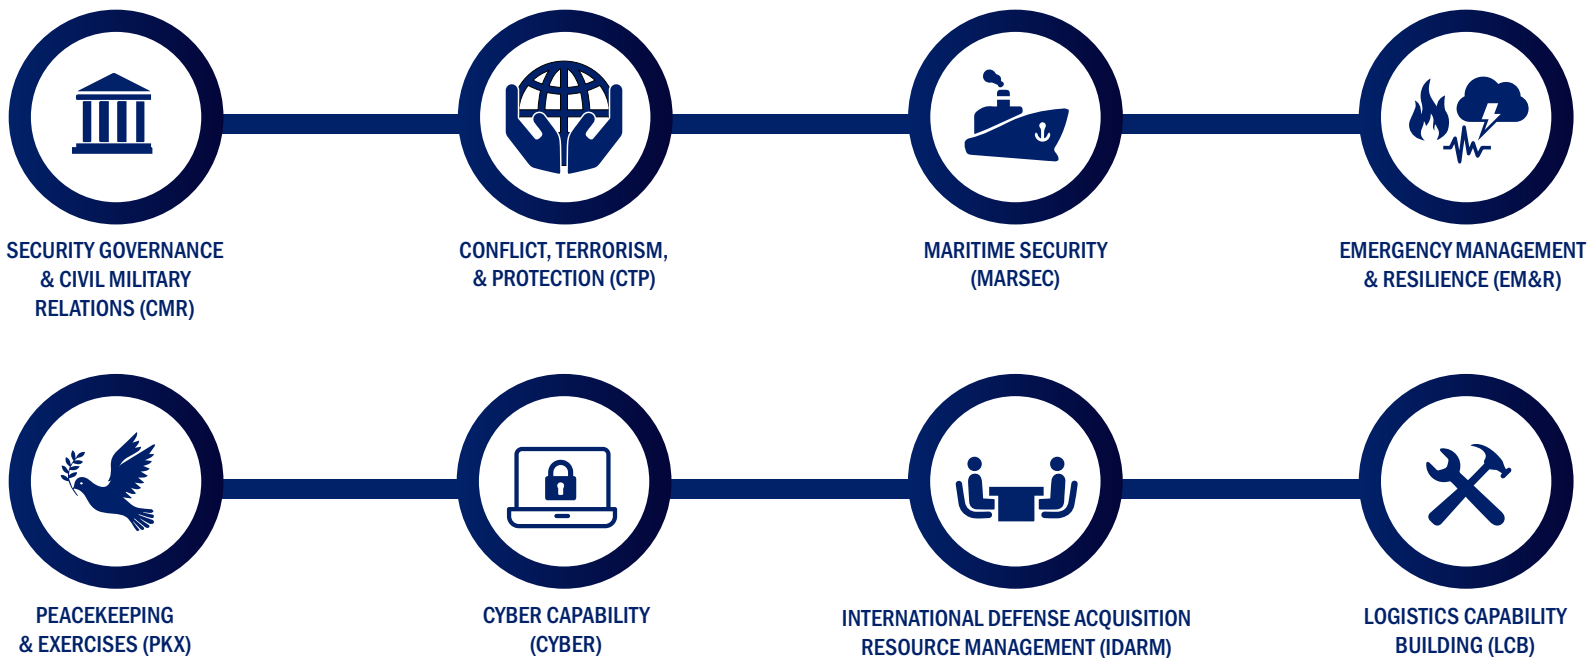 SECURITY GOVERNANCE
& CIVIL MILITARY
RELATIONS (CMR)
CONFLICT, TERRORISM,
& PROTECTION (CTP)
MARITIME SECURITY
(MARSEC)
EMERGENCY MANAGEMENT
& RESILIENCE (EM&R)
PEACEKEEPING
& EXERCISES (PKX)
CYBER CAPABILITY
(CYBER)
INTERNATIONAL DEFENSE ACQUISITION
RESOURCE MANAGEMENT (IDARM)
LOGISTICS CAPABILITY
BUILDING (LCB)